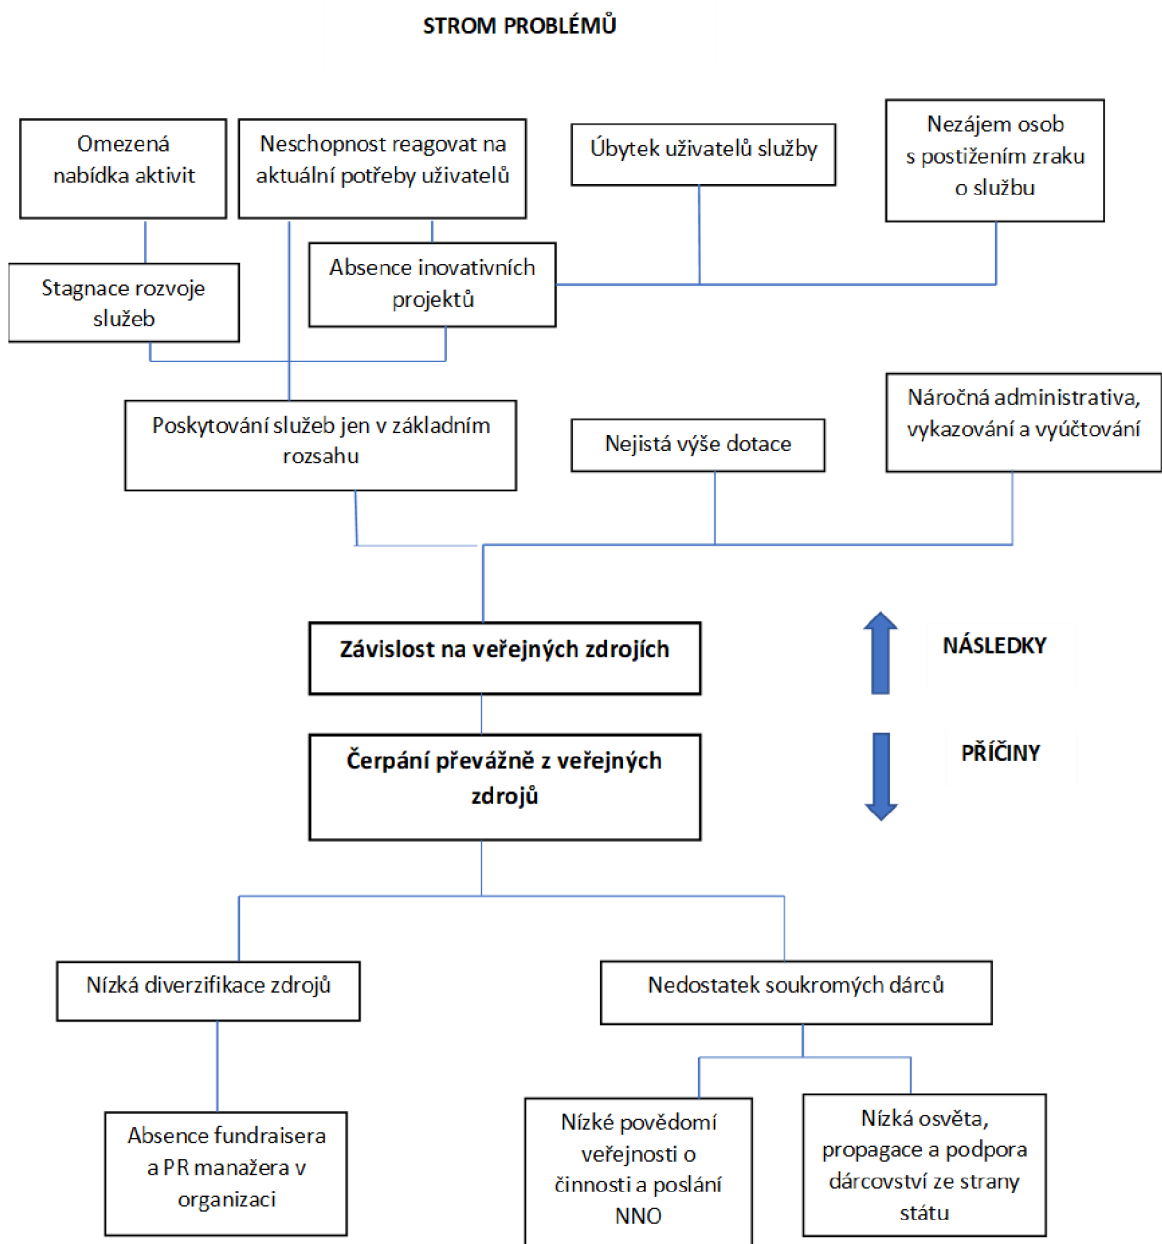 STROM PROBLÉMŮ
Omezená
nabídka aktivit
Neschopnost reagovat na
aktuální potřeby uživatelů
Úbytek uživatelů služby
Nezájem osob
s postižením zraku
o službu
Stagnace rozvoje
služeb
Absence inovativních
projektů
Poskytování služeb jen v základním
rozsahu
Nejistá výše dotace
Náročná administrativa,
vykazování a vyúčtování
Závislost na veřejných zdrojích
NÁSLEDKY
Čerpání převážně z veřejných
zdrojů
PŘÍČINY
Nízká diverzifikace zdrojů
Nedostatek soukromých dárců
Absence fundraisera
a PR manažera v
organizaci
Nízké povědomí
veřejnosti o
činnosti a poslání
NNO
Nízká osvěta,
propagace a podpora
dárcovství ze strany
státu